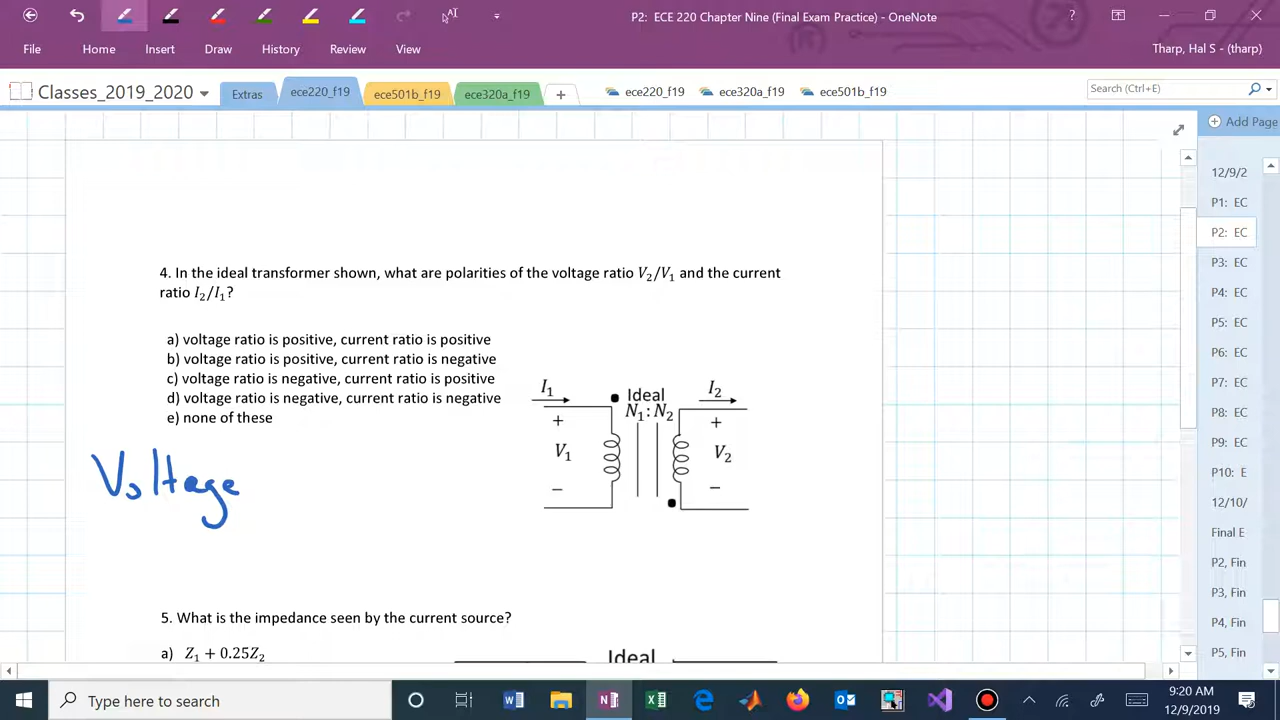 P2: ECE 220 Chapter Nine (Final Exam Practice) - OneNote
Tharp, Hal S - (tharp)
File Home Insert Draw History Review View
Classes_2019_2020 Extras ece220_f19 ece501b_f19 ece320a_f19 ece220_f19 ece320a_f19 ece501b_f19 Search (Ctrl+E)
Add Page
12/9/2
P1: EC
P2: EC
P3: EC
P4: EC
P5: EC
P6: EC
P7: EC
P8: EC
P9: EC
P10: E
12/10/
Final E
P2, Fin
P3, Fin
P4, Fin
P5, Fin
4. In the ideal transformer shown, what are polarities of the voltage ratio V₂/V₁ and the current
ratio I₂/I₁?
a) voltage ratio is positive, current ratio is positive
b) voltage ratio is positive, current ratio is negative
c) voltage ratio is negative, current ratio is positive
d) voltage ratio is negative, current ratio is negative
e) none of these
I₁ Ideal I₂
N₁:N₂
+ +
V₁ V₂
− −
Voltage
5. What is the impedance seen by the current source?
a) Z₁ + 0.25Z₂
Ideal
Type here to search
9:20 AM
12/9/2019